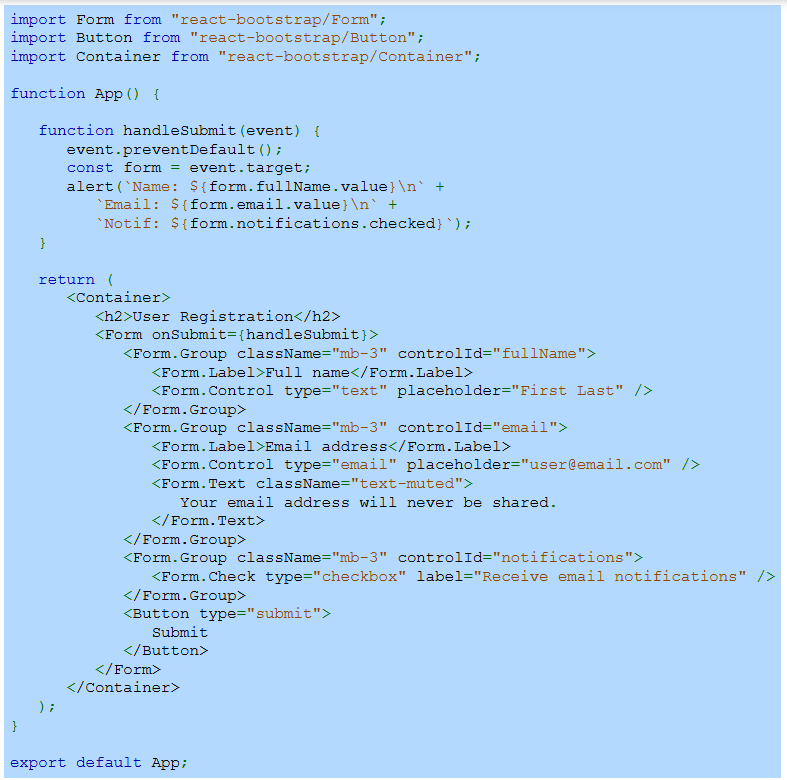 import Form from "react-bootstrap/Form";
import Button from "react-bootstrap/Button";
import Container from "react-bootstrap/Container";

function App() {

   function handleSubmit(event) {
      event.preventDefault();
      const form = event.target;
      alert(`Name: ${form.fullName.value}\n` +
         `Email: ${form.email.value}\n` +
         `Notif: ${form.notifications.checked}`);
   }

   return (
      <Container>
         <h2>User Registration</h2>
         <Form onSubmit={handleSubmit}>
            <Form.Group className="mb-3" controlId="fullName">
               <Form.Label>Full name</Form.Label>
               <Form.Control type="text" placeholder="First Last" />
            </Form.Group>
            <Form.Group className="mb-3" controlId="email">
               <Form.Label>Email address</Form.Label>
               <Form.Control type="email" placeholder="user@email.com" />
               <Form.Text className="text-muted">
                  Your email address will never be shared.
               </Form.Text>
            </Form.Group>
            <Form.Group className="mb-3" controlId="notifications">
               <Form.Check type="checkbox" label="Receive email notifications" />
            </Form.Group>
            <Button type="submit">
               Submit
            </Button>
         </Form>
      </Container>
   );
}

export default App;